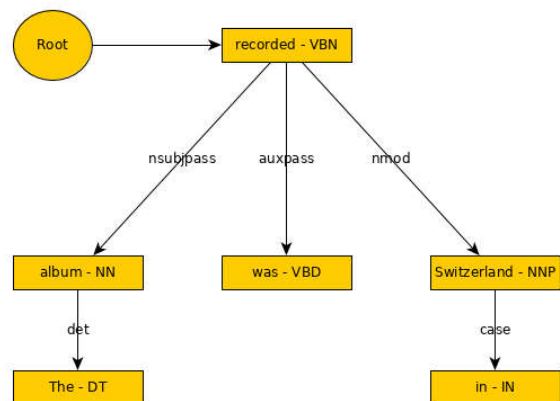 Root
recorded - VBN
nsubjpass
auxpass
nmod
album - NN
was - VBD
Switzerland - NNP
det
case
The - DT
in - IN